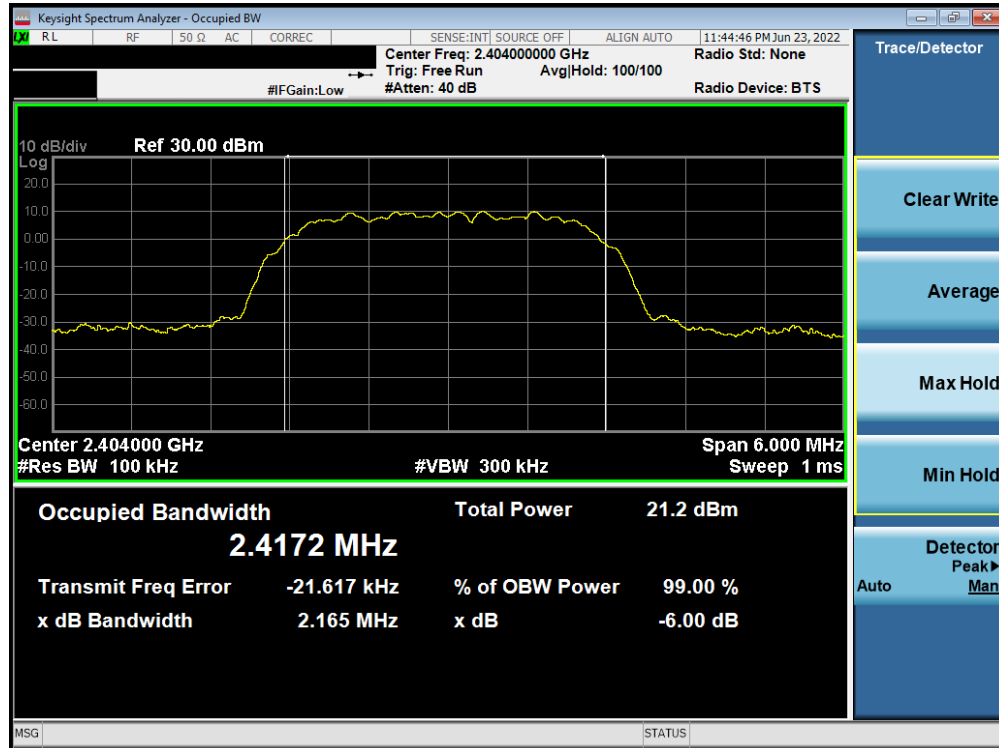 Keysight Spectrum Analyzer - Occupied BW
LXI RL RF 50 Ω AC CORREC SENSE:INT SOURCE OFF ALIGN AUTO 11:44:46 PM Jun 23, 2022
Center Freq: 2.404000000 GHz Radio Std: None
Trig: Free Run Avg|Hold: 100/100
#IFGain:Low #Atten: 40 dB Radio Device: BTS
10 dB/div Ref 30.00 dBm
Log
20.0
10.0
0.00
-10.0
-20.0
-30.0
-40.0
-50.0
-60.0
Center 2.404000 GHz Span 6.000 MHz
#Res BW 100 kHz #VBW 300 kHz Sweep 1 ms
Occupied Bandwidth Total Power 21.2 dBm
2.4172 MHz
Transmit Freq Error -21.617 kHz % of OBW Power 99.00 %
x dB Bandwidth 2.165 MHz x dB -6.00 dB
MSG STATUS
Trace/Detector
Clear Write
Average
Max Hold
Min Hold
Detector
Peak▶
Auto Man